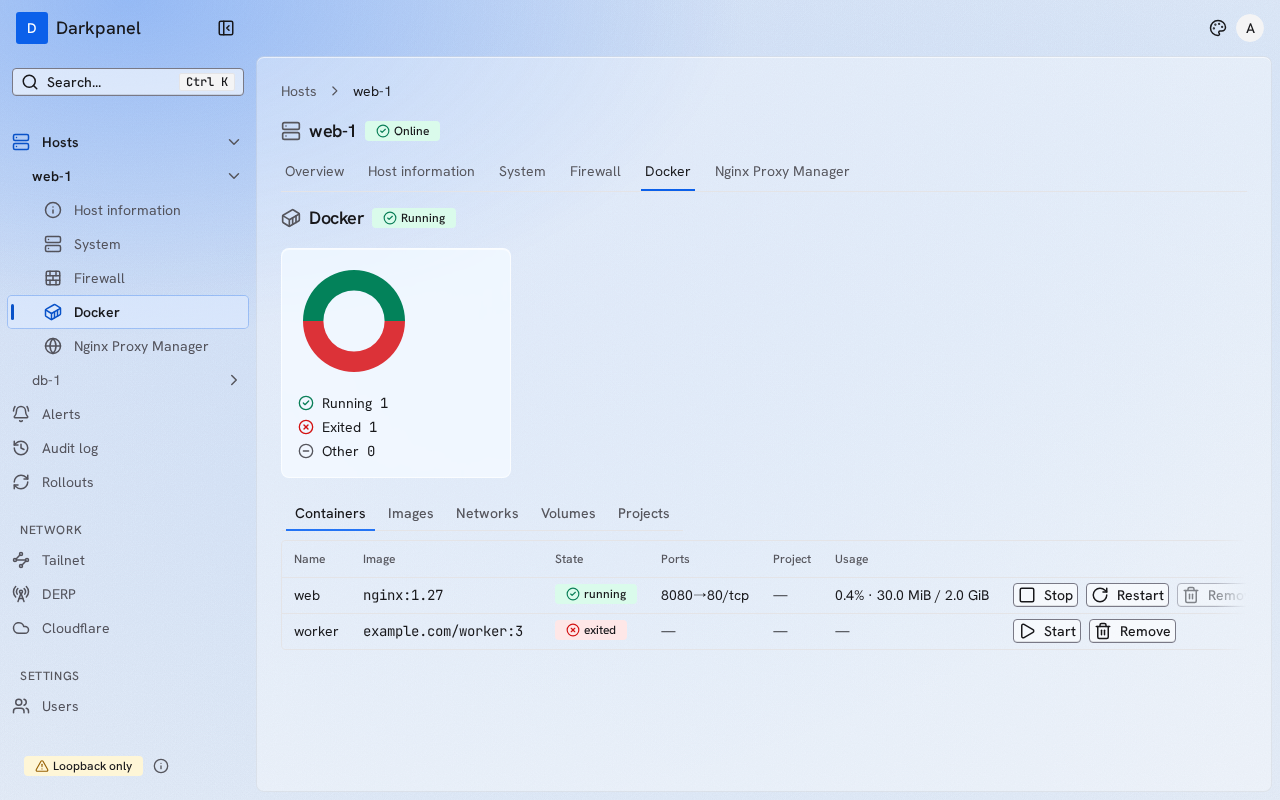 D Darkpanel
A
Search... Ctrl K
Hosts
web-1
Host information
System
Firewall
Docker
Nginx Proxy Manager
db-1
Alerts
Audit log
Rollouts
NETWORK
Tailnet
DERP
Cloudflare
SETTINGS
Users
Loopback only
Hosts > web-1
web-1 Online
Overview Host information System Firewall Docker Nginx Proxy Manager
Docker Running
Running 1
Exited 1
Other 0
Containers Images Networks Volumes Projects
Name Image State Ports Project Usage
web nginx:1.27 running 8080→80/tcp — 0.4% · 30.0 MiB / 2.0 GiB Stop Restart Remo
worker example.com/worker:3 exited — — — Start Remove